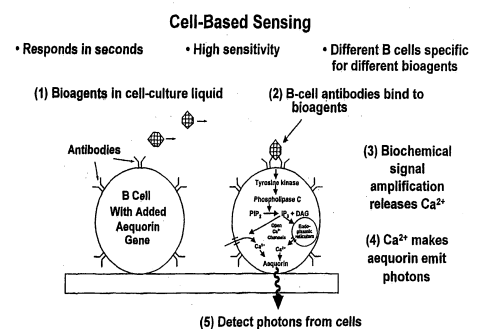 Cell-Based Sensing
• Responds in seconds
• High sensitivity
• Different B cells specific
for different bioagents
(1) Bioagents in cell-culture liquid
(2) B-cell antibodies bind to
bioagents
Antibodies
B Cell
With Added
Aequorin
Gene
Tyrosine kinase
Phospholipase C
PIP₂
IP₃ + DAG
Open
Ca²⁺
Channels
Endo-
plasmic
reticulum
Ca²⁺
Ca²⁺
Aequorin
(3) Biochemical
signal
amplification
releases Ca²⁺
(4) Ca²⁺ makes
aequorin emit
photons
(5) Detect photons from cells